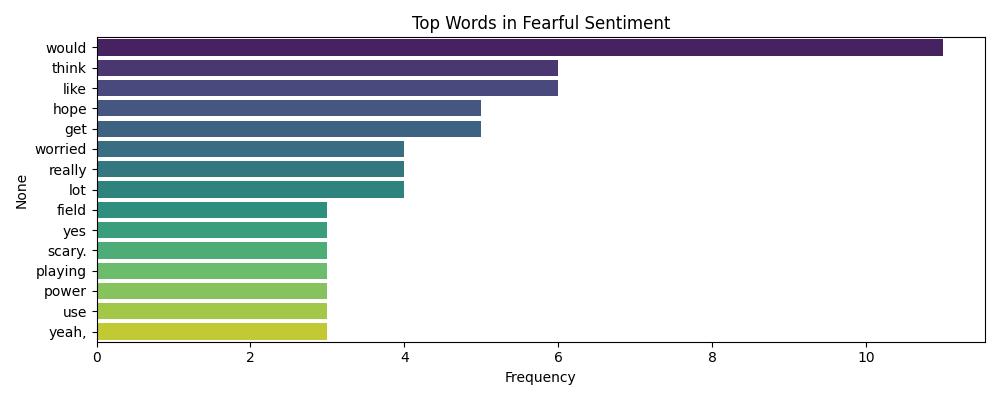 Top Words in Fearful Sentiment
would
think
like
hope
get
worried
really
lot
field
yes
scary.
playing
power
use
yeah,
None
0 2 4 6 8 10
Frequency